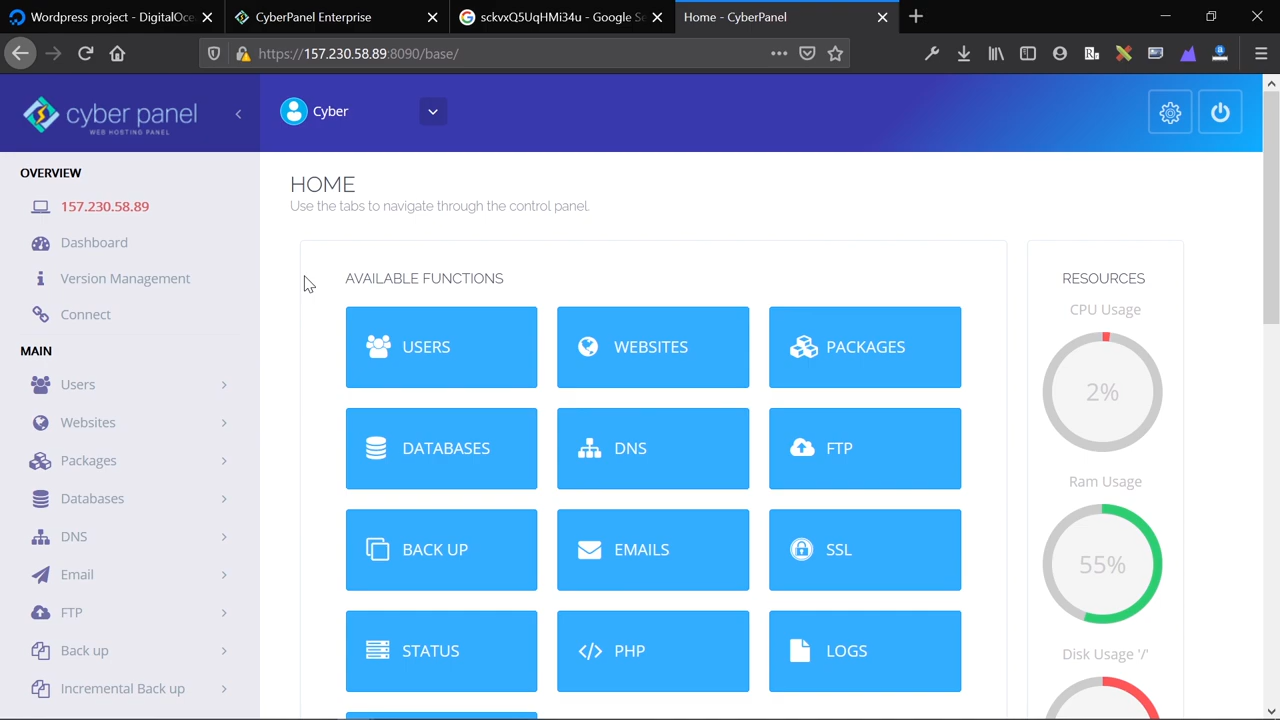 Wordpress project - DigitalOce
CyberPanel Enterprise
sckvxQ5UqHMi34u - Google Se
Home - CyberPanel
https://157.230.58.89:8090/base/
cyber panel
WEB HOSTING PANEL
Cyber
OVERVIEW
157.230.58.89
Dashboard
Version Management
Connect
MAIN
Users
Websites
Packages
Databases
DNS
Email
FTP
Back up
Incremental Back up
HOME
Use the tabs to navigate through the control panel.
AVAILABLE FUNCTIONS
USERS
WEBSITES
PACKAGES
DATABASES
DNS
FTP
BACK UP
EMAILS
SSL
STATUS
PHP
LOGS
RESOURCES
CPU Usage
2%
Ram Usage
55%
Disk Usage '/'